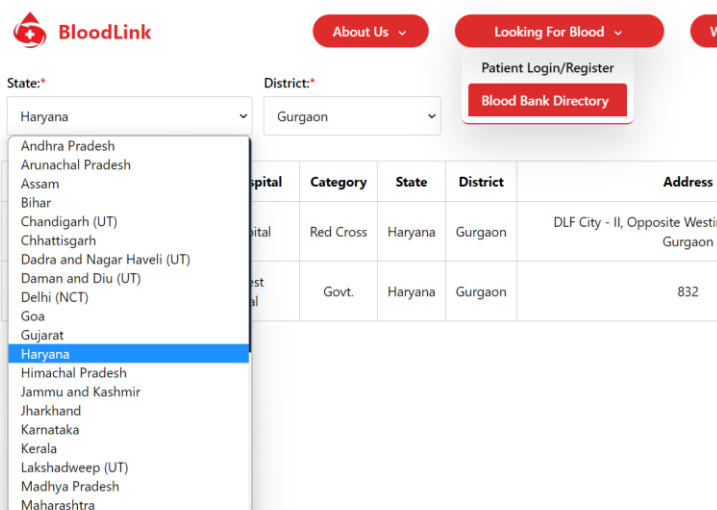 BloodLink
About Us
Looking For Blood
Patient Login/Register
Blood Bank Directory
State:*
District:*
Haryana
Gurgaon
Andhra Pradesh
Arunachal Pradesh
Assam
Bihar
Chandigarh (UT)
Chhattisgarh
Dadra and Nagar Haveli (UT)
Daman and Diu (UT)
Delhi (NCT)
Goa
Gujarat
Haryana
Himachal Pradesh
Jammu and Kashmir
Jharkhand
Karnataka
Kerala
Lakshadweep (UT)
Madhya Pradesh
Maharashtra
Category State District Address
Red Cross Haryana Gurgaon DLF City - II, Opposite
Gurgaon
Govt. Haryana Gurgaon 832